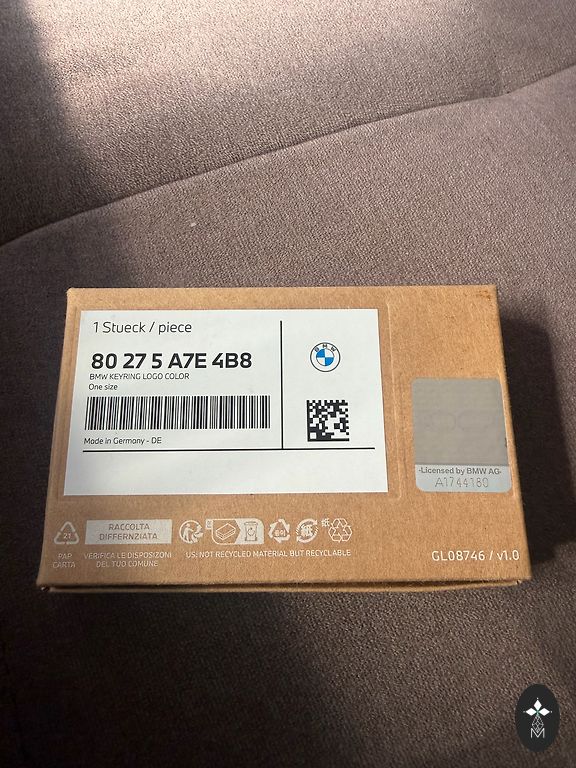 1 Stueck / piece
80 27 5 A7E 4B8
BMW KEYRING LOGO COLOR
One size
Made in Germany - DE
BMW
-Licensed by BMW AG-
A1744180
21
PAP
CARTA
RACCOLTA
DIFFERNZIATA
VERIFICA LE DISPOSIZONI
DEL TUO COMUNE
US: NOT RECYCLED MATERIAL BUT RECYCLABLE
GL08746 / v1.0
M